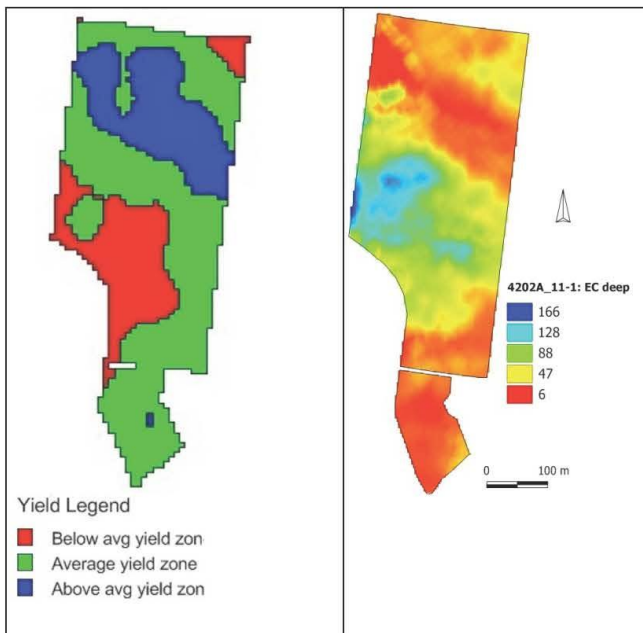 Yield Legend
Below avg yield zon
Average yield zone
Above avg yield zon
4202A_11-1: EC deep
166
128
88
47
6
0 100 m